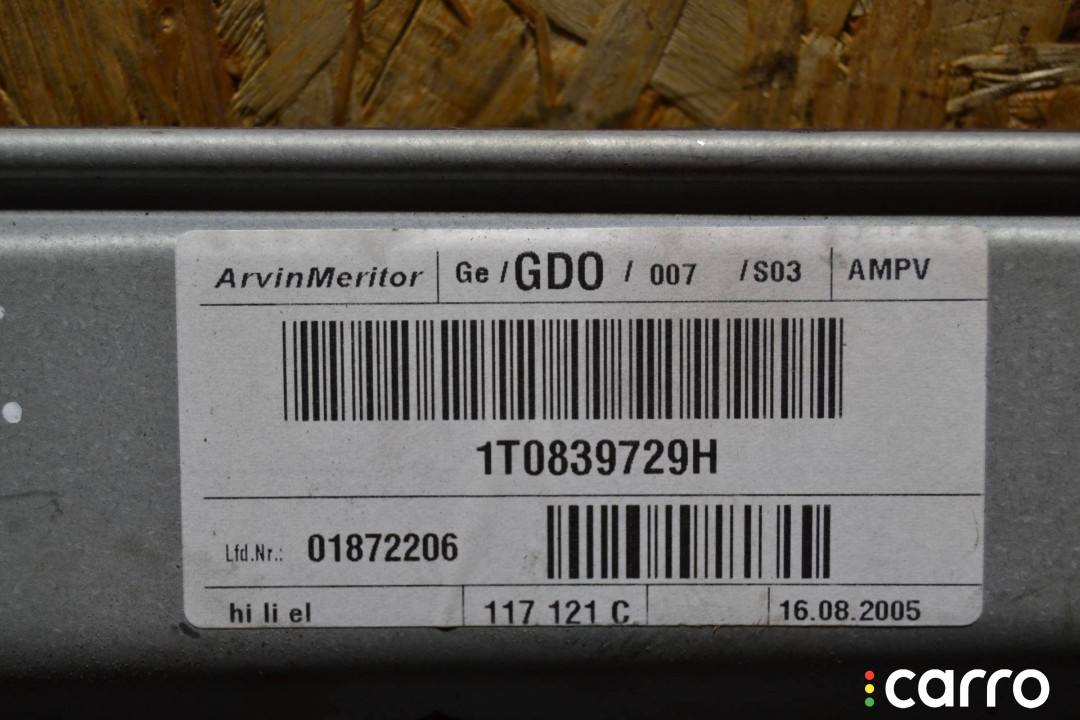 ArvinMeritor Ge / GDO / 007 /S03 AMPV
1T0839729H
Lfd.Nr.: 01872206
hi li el 117 121 C 16.08.2005
carro